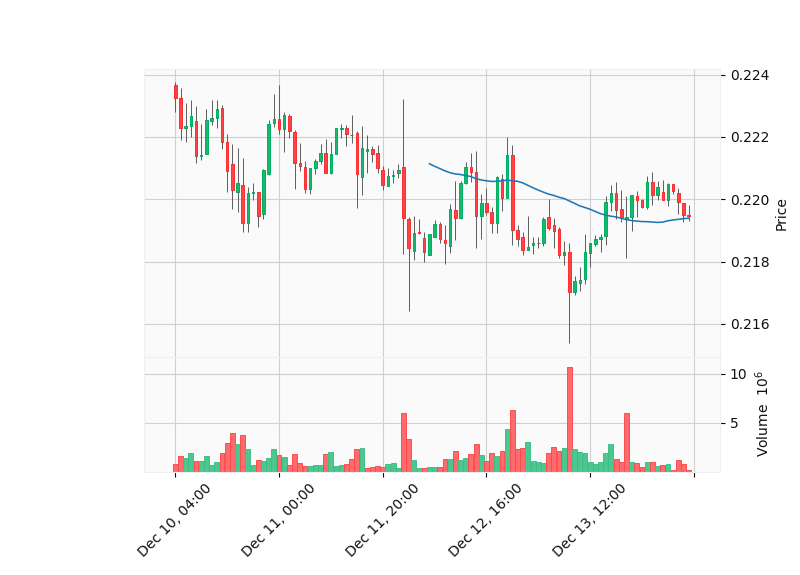 0.224
0.222
0.220
0.218
0.216
Price
10
5
Volume 10⁶
Dec 10, 04:00
Dec 11, 00:00
Dec 11, 20:00
Dec 12, 16:00
Dec 13, 12:00